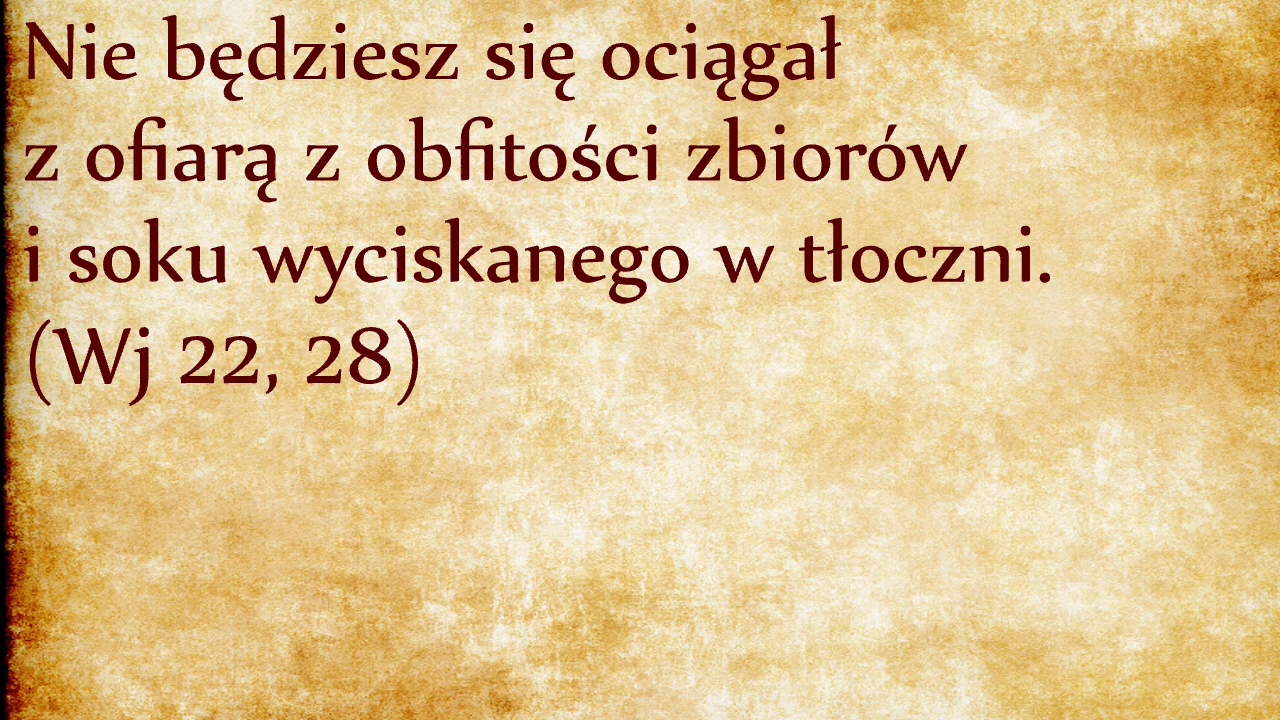 Nie będziesz się ociągał
z ofiarą z obfitości zbiorów
i soku wyciskanego w tłoczni.
(Wj 22, 28)